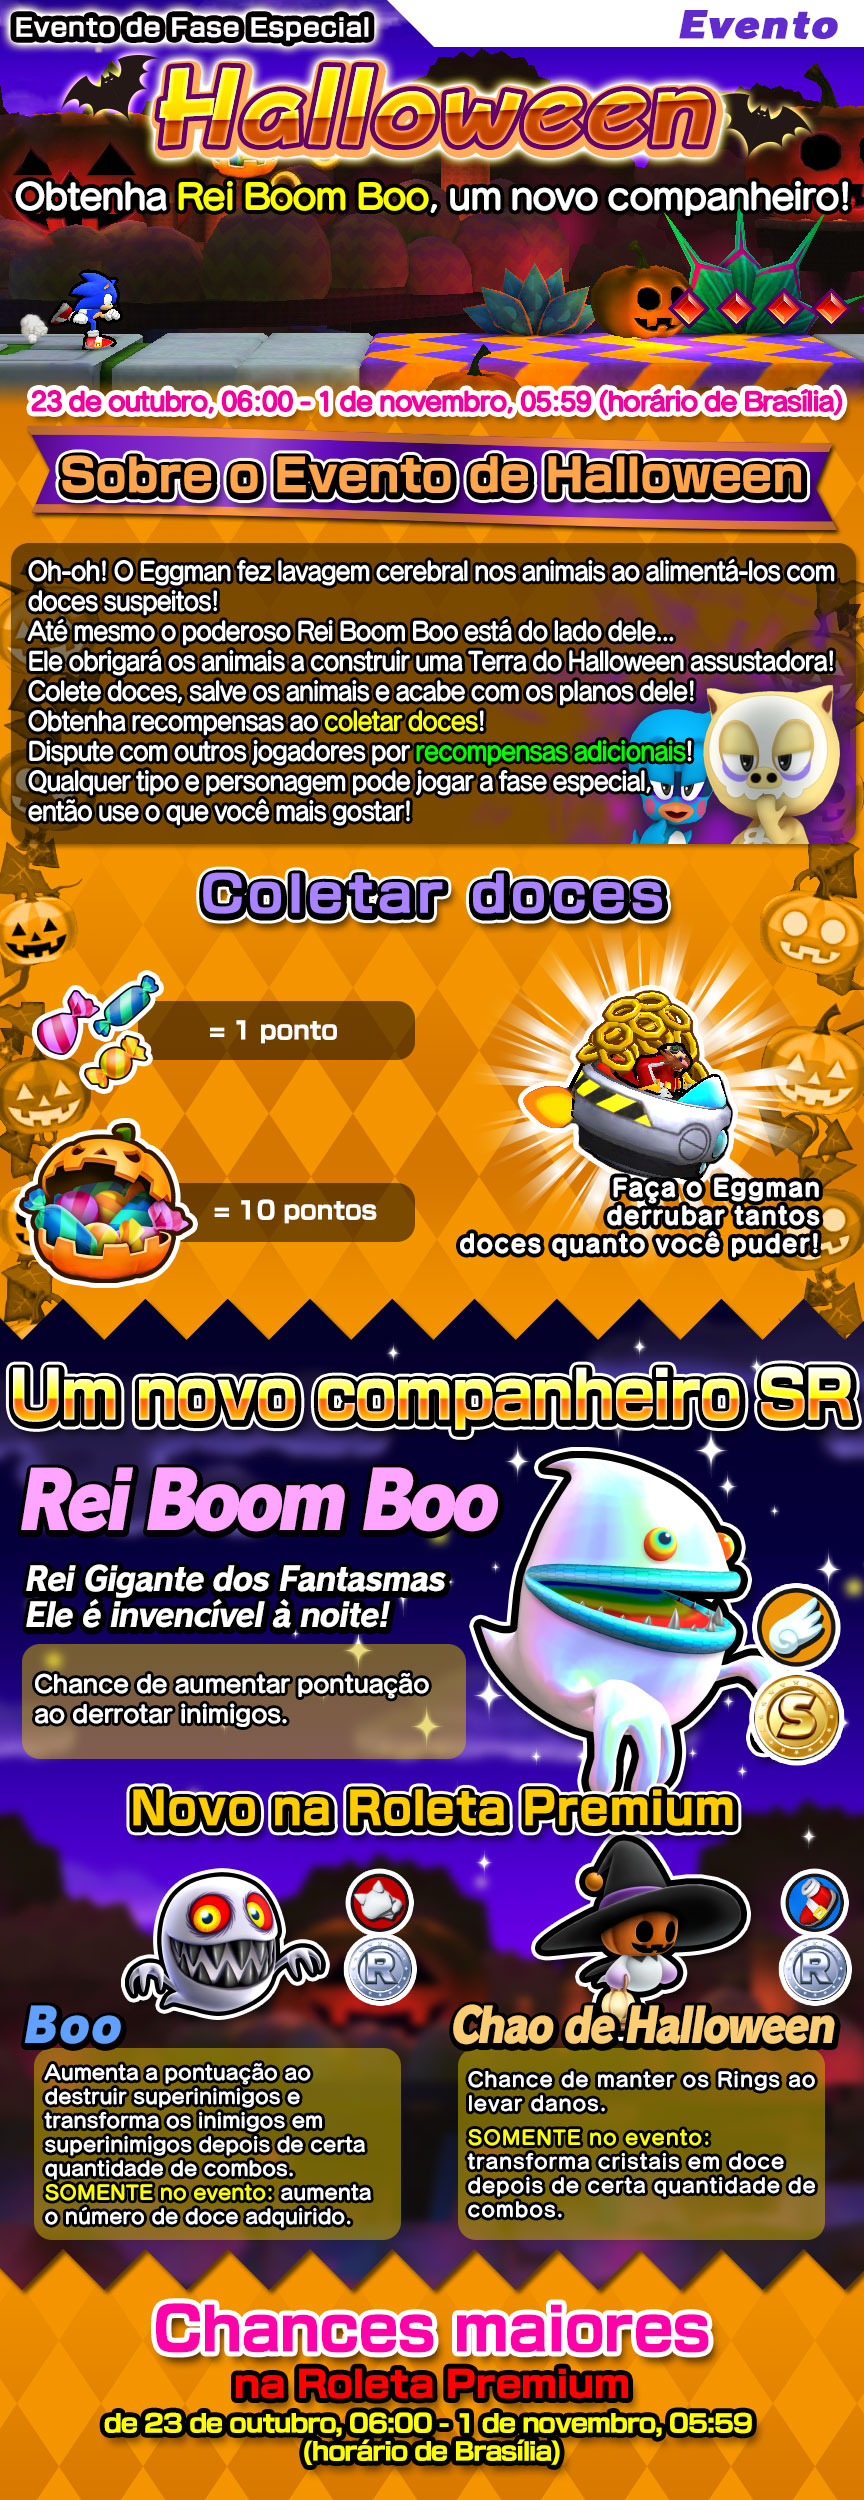 Evento de Fase Especial
Evento
Halloween
Obtenha Rei Boom Boo, um novo companheiro!
23 de outubro, 06:00 - 1 de novembro, 05:59 (horário de Brasília)
Sobre o Evento de Halloween
Oh-oh! O Eggman fez lavagem cerebral nos animais ao alimentá-los com
doces suspeitos!
Até mesmo o poderoso Rei Boom Boo está do lado dele...
Ele obrigará os animais a construir uma Terra do Halloween assustadora!
Colete doces, salve os animais e acabe com os planos dele!
Obtenha recompensas ao coletar doces!
Dispute com outros jogadores por recompensas adicionais!
Qualquer tipo e personagem pode jogar a fase especial,
então use o que você mais gostar!
Coletar doces
= 1 ponto
= 10 pontos
Faça o Eggman
derrubar tantos
doces quanto você puder!
Um novo companheiro SR
Rei Boom Boo
Rei Gigante dos Fantasmas
Ele é invencível à noite!
Chance de aumentar pontuação
ao derrotar inimigos.
S
Novo na Roleta Premium
R
R
Boo
Aumenta a pontuação ao
destruir superinimigos e
transforma os inimigos em
superinimigos depois de certa
quantidade de combos.
SOMENTE no evento: aumenta
o número de doce adquirido.
Chao de Halloween
Chance de manter os Rings ao
levar danos.
SOMENTE no evento:
transforma cristais em doce
depois de certa quantidade de
combos.
Chances maiores
na Roleta Premium
de 23 de outubro, 06:00 - 1 de novembro, 05:59
(horário de Brasília)